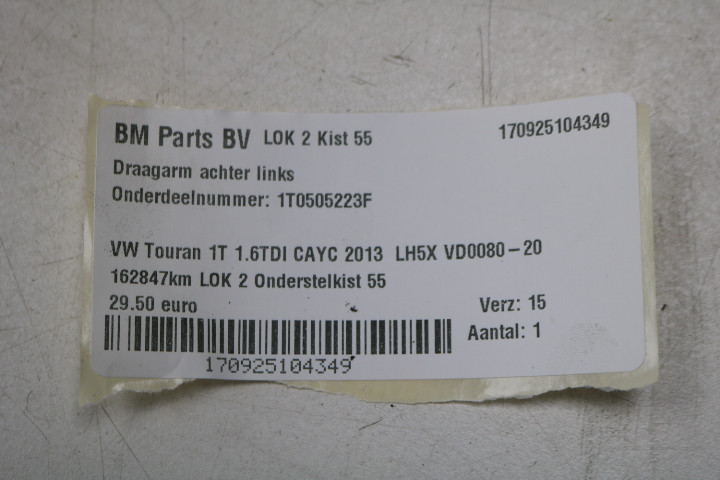 BM Parts BV LOK 2 Kist 55 170925104349
Draagarm achter links
Onderdeelnummer: 1T0505223F
VW Touran 1T 1.6TDI CAYC 2013 LH5X VD0080-20
162847km LOK 2 Onderstelkist 55
29.50 euro Verz: 15
Aantal: 1
170925104349